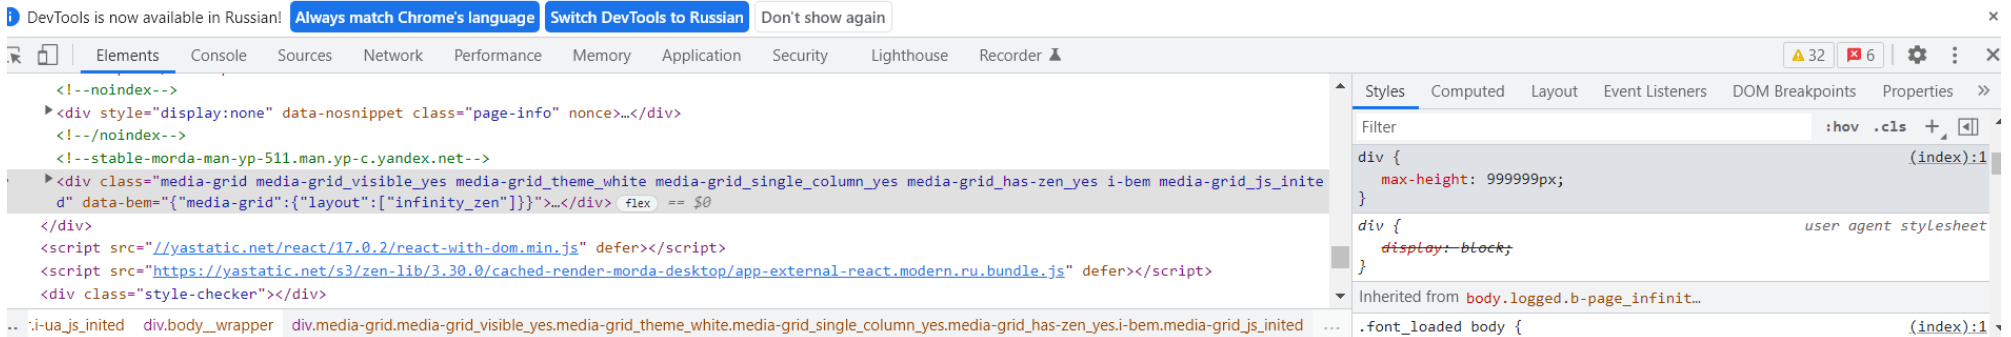 DevTools is now available in Russian! Always match Chrome's language Switch DevTools to Russian Don't show again
Elements Console Sources Network Performance Memory Application Security Lighthouse Recorder 32 6
<!--noindex-->
<div style="display:none" data-nosnippet class="page-info" nonce>…</div>
<!--/noindex-->
<!--stable-morda-man-yp-511.man.yp-c.yandex.net-->
<div class="media-grid media-grid_visible_yes media-grid_theme_white media-grid_single_column_yes media-grid_has-zen_yes i-bem media-grid_js_inite
d" data-bem="{"media-grid":{"layout":["infinity_zen"]}}">…</div> flex == $0
</div>
<script src="//yastatic.net/react/17.0.2/react-with-dom.min.js" defer></script>
<script src="https://yastatic.net/s3/zen-lib/3.30.0/cached-render-morda-desktop/app-external-react.modern.ru.bundle.js" defer></script>
<div class="style-checker"></div>
.. r.i-ua_js_inited div.body__wrapper div.media-grid.media-grid_visible_yes.media-grid_theme_white.media-grid_single_column_yes.media-grid_has-zen_yes.i-bem.media-grid_js_inited ...
Styles Computed Layout Event Listeners DOM Breakpoints Properties »
Filter :hov .cls +
div { (index):1
max-height: 999999px;
}
div { user agent stylesheet
display: block;
}
Inherited from body.logged.b-page_infinit…
.font_loaded body { (index):1